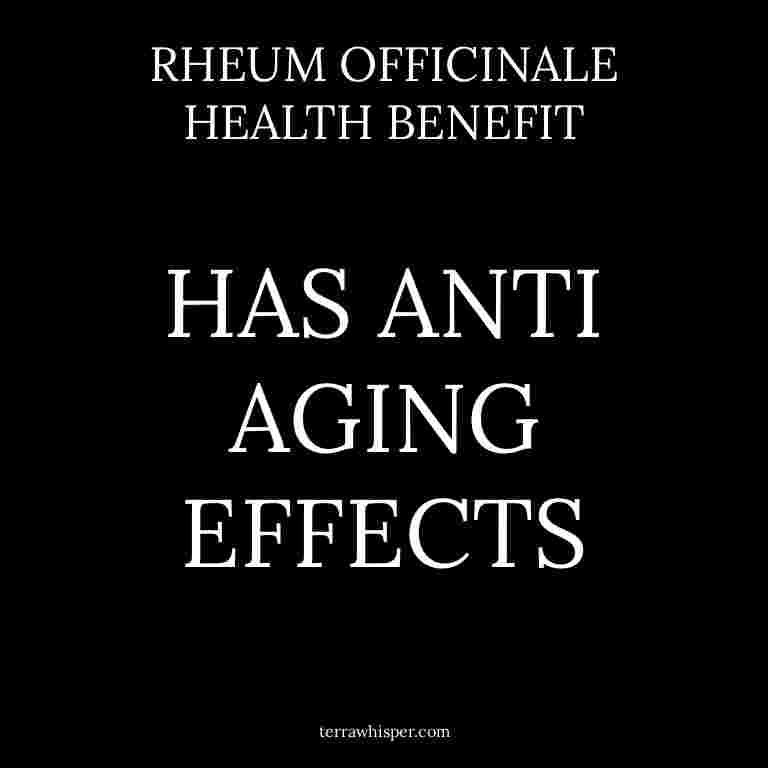 RHEUM OFFICINALE
HEALTH BENEFIT
HAS ANTI
AGING
EFFECTS
terrawhisper.com